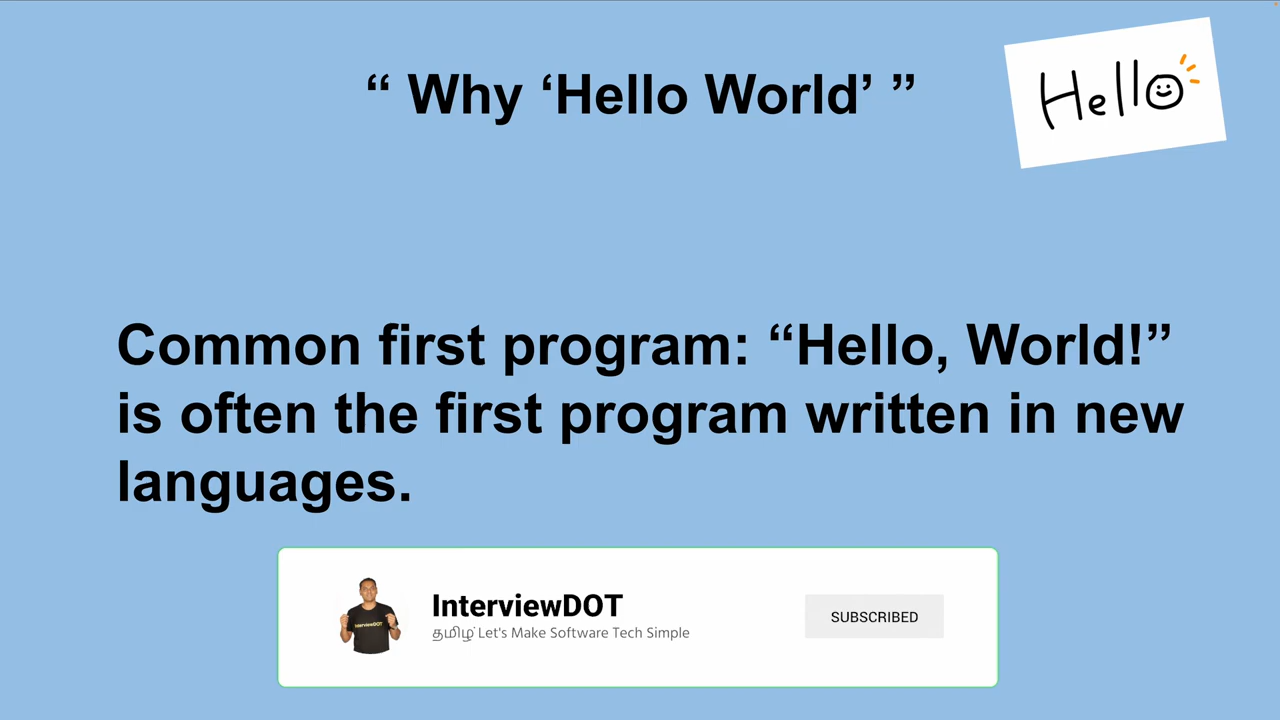 “ Why ‘Hello World’ ”
Hello
Common first program: “Hello, World!”
is often the first program written in new
languages.
InterviewDOT
InterviewDOT
தமிழ் Let's Make Software Tech Simple
SUBSCRIBED